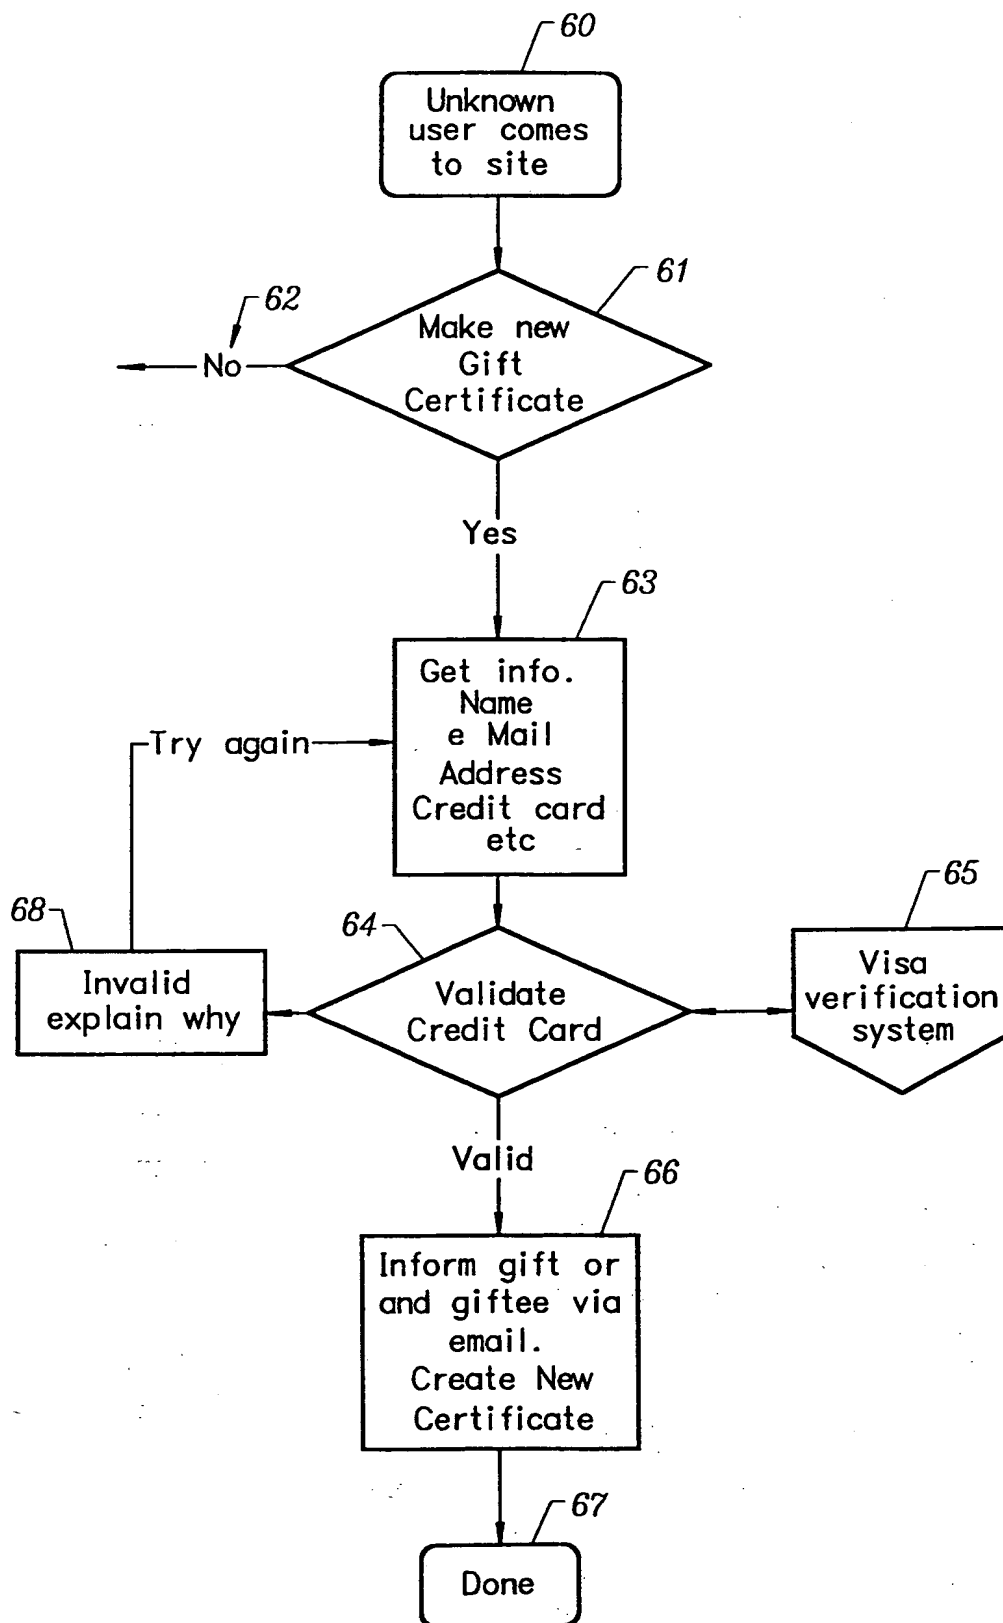 60
Unknown
user comes
to site
61
62
Make new
Gift
Certificate
No
Yes
63
Get info.
Name
e Mail
Address
Credit card
etc
Try again
68
64
65
Invalid
explain why
Validate
Credit Card
Visa
verification
system
Valid
66
Inform gift or
and giftee via
email.
Create New
Certificate
67
Done